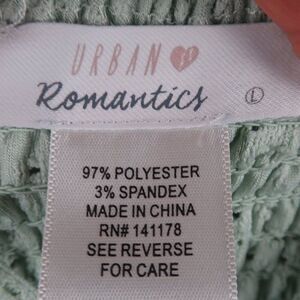 URBAN
Romantics
L
97% POLYESTER
3% SPANDEX
MADE IN CHINA
RN# 141178
SEE REVERSE
FOR CARE